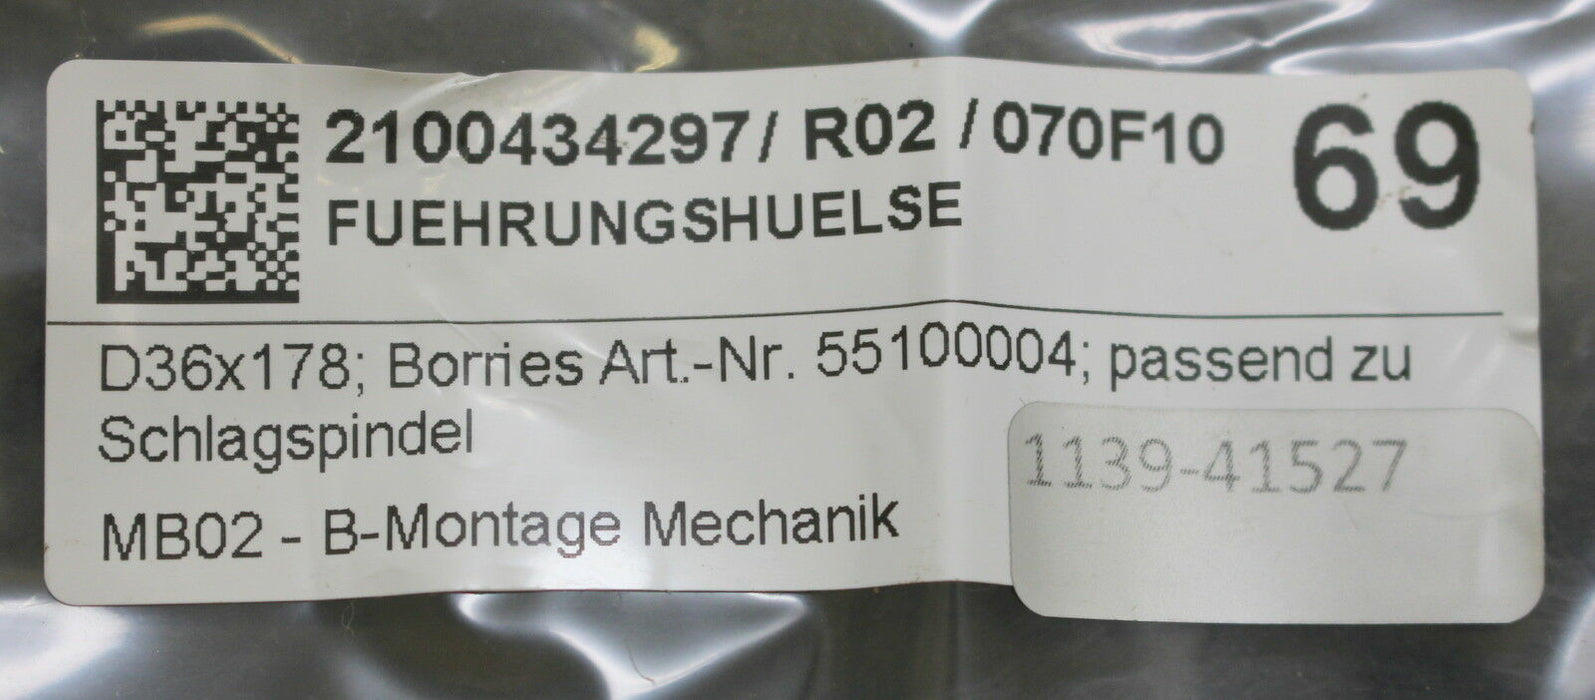 2100434297/ R02 / 070F10
69
FUEHRUNGSHUELSE
D36x178; Borries Art.-Nr. 55100004; passend zu
Schlagspindel
1139-41527
MB02 - B-Montage Mechanik